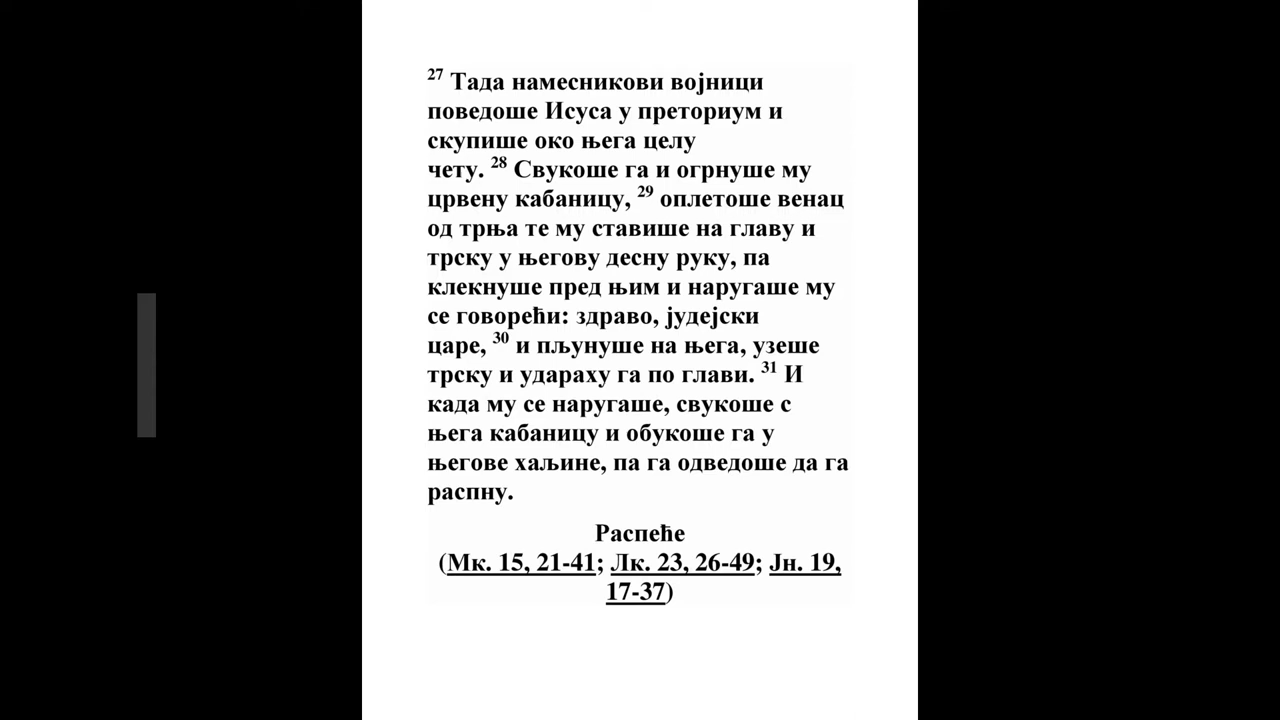 27 Тада намесникови војници
поведоше Исуса у преториум и
скупише око њега целу
чету. 28 Свукоше га и огрнуше му
црвену кабаницу, 29 оплетоше венац
од трња те му ставише на главу и
трску у његову десну руку, па
клекнуше пред њим и наругаше му
се говорећи: здраво, јудејски
царе, 30 и пљунуше на њега, узеше
трску и удараху га по глави. 31 И
када му се наругаше, свукоше с
њега кабаницу и обукоше га у
његове хаљине, па га одведоше да га
распну.
Распеће
(Мк. 15, 21-41; Лк. 23, 26-49; Јн. 19,
17-37)